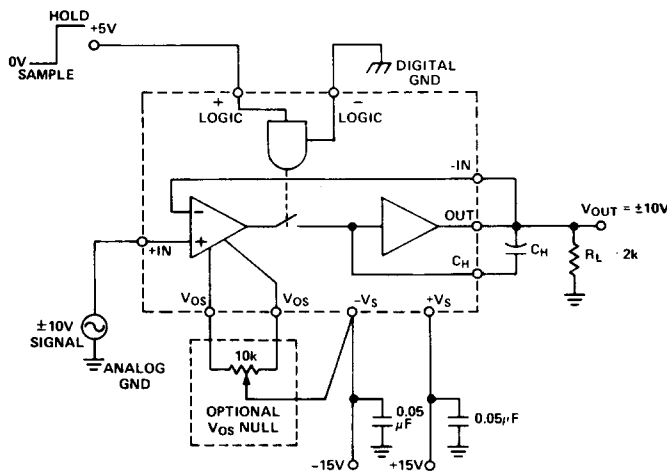 HOLD
+5V
0V
SAMPLE
DIGITAL
GND
+
LOGIC
−
LOGIC
-IN
−
+
+IN
OUT
VOUT = ±10V
CH
CH
RL 2k
VOS
VOS
-VS
+VS
±10V
SIGNAL
ANALOG
GND
10k
OPTIONAL
VOS NULL
0.05
μF
0.05μF
-15V
+15V